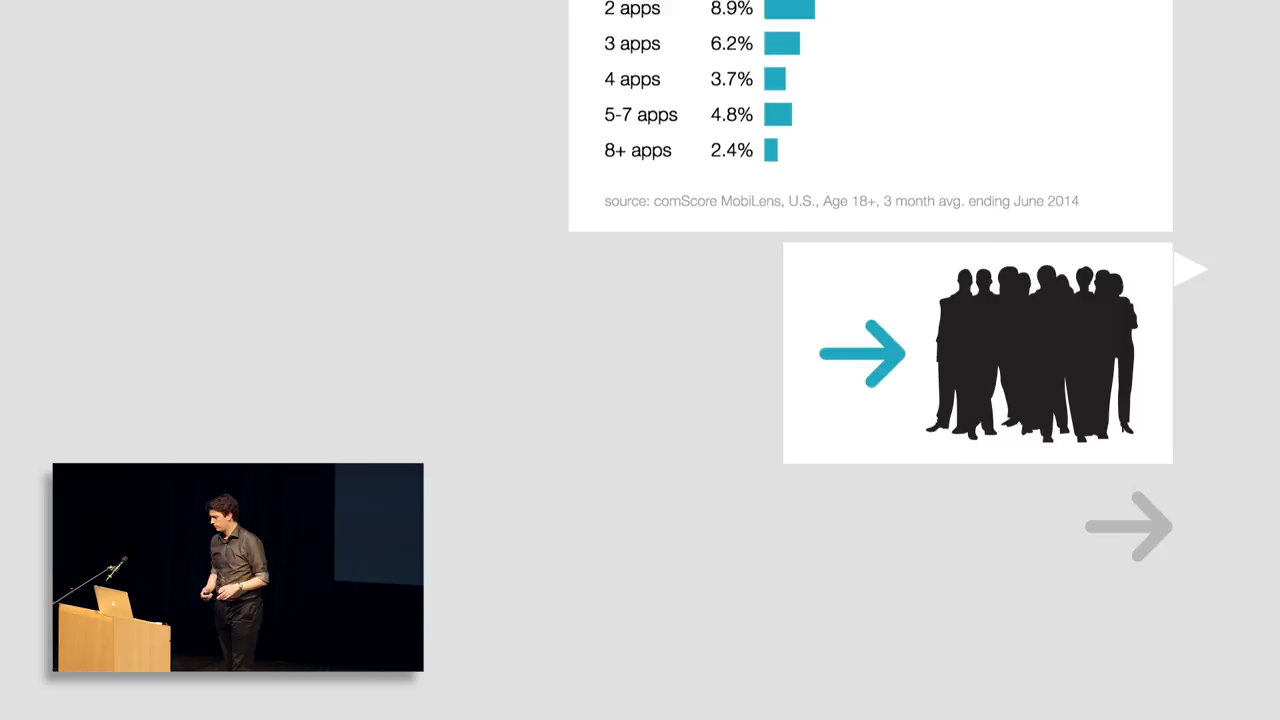 2 apps 8.9%
3 apps 6.2%
4 apps 3.7%
5-7 apps 4.8%
8+ apps 2.4%
source: comScore MobiLens, U.S., Age 18+, 3 month avg. ending June 2014